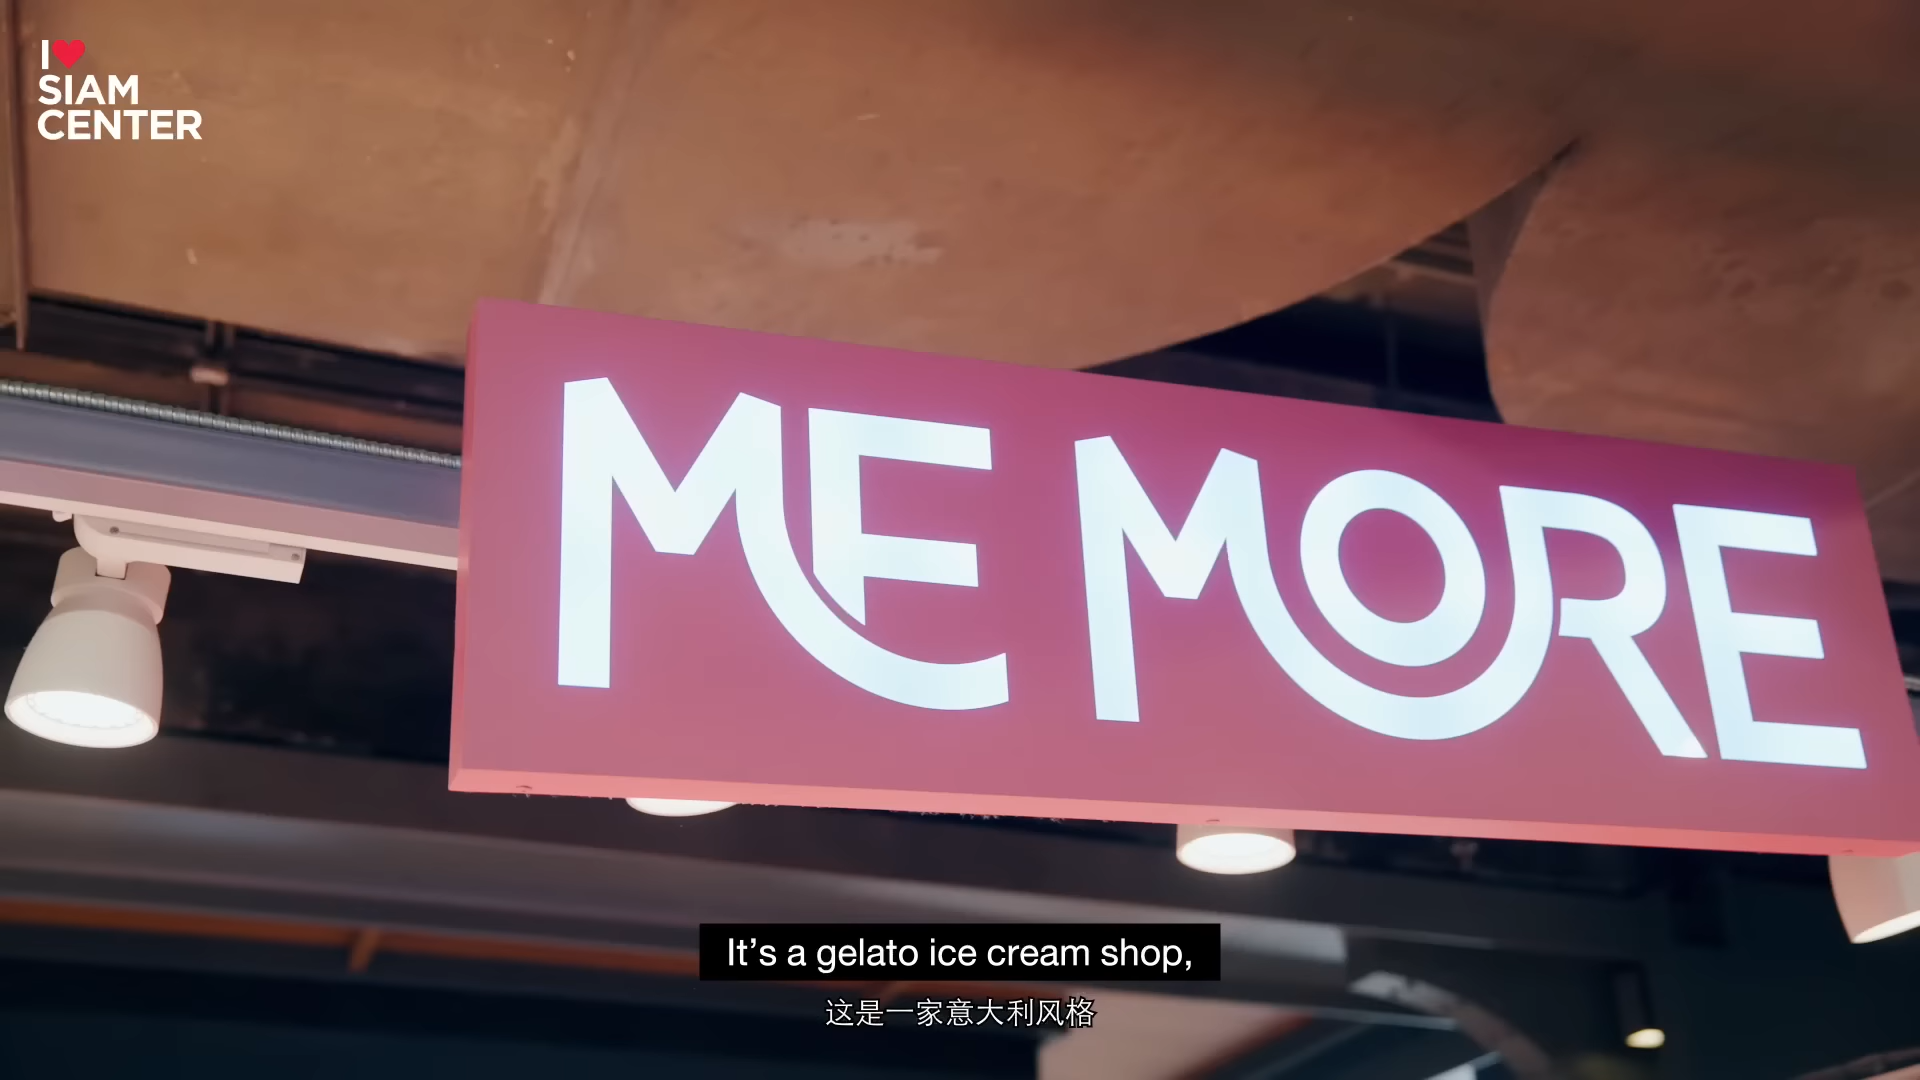 I❤
SIAM
CENTER
ME MORE
It’s a gelato ice cream shop,
这是一家意大利风格